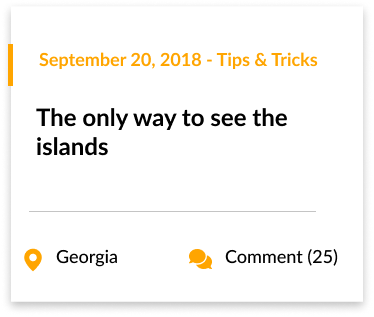 September 20, 2018 - Tips & Tricks
The only way to see the
islands
Georgia
Comment (25)